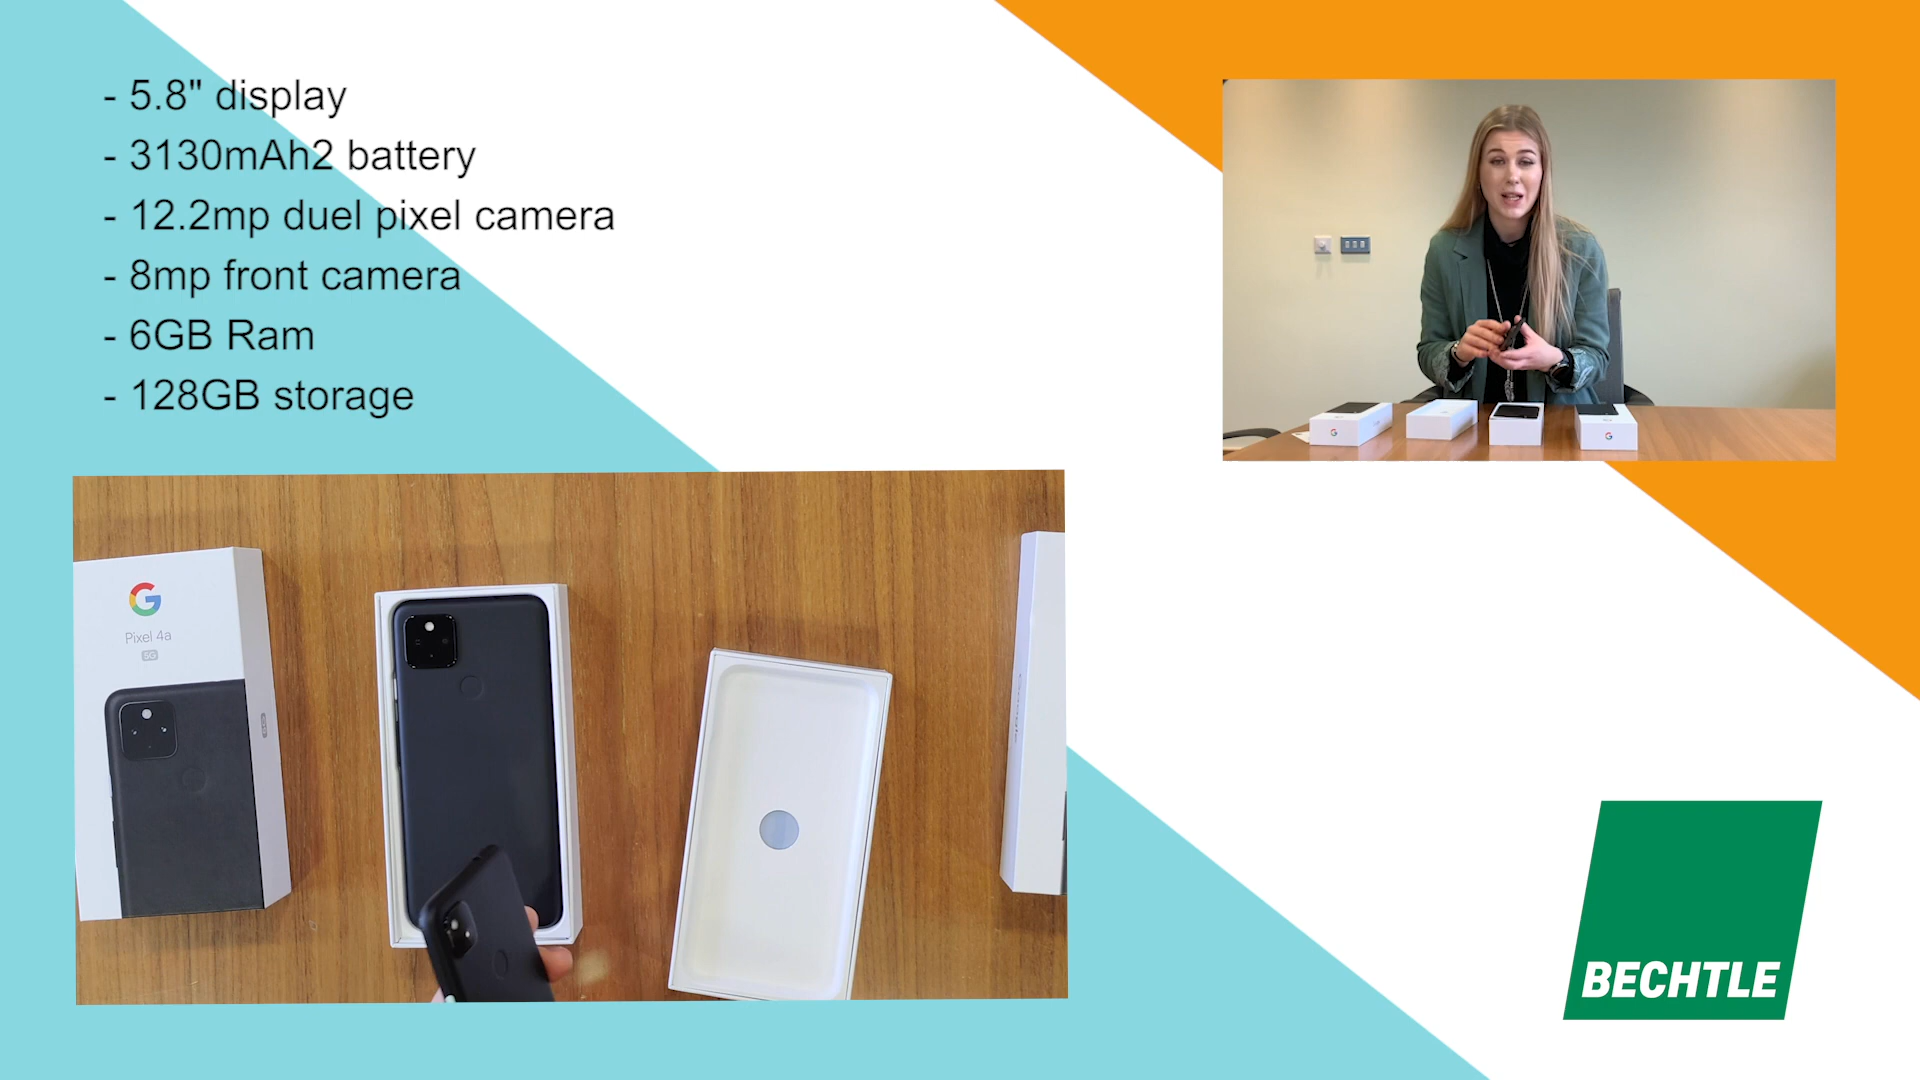 - 5.8" display
- 3130mAh2 battery
- 12.2mp duel pixel camera
- 8mp front camera
- 6GB Ram
- 128GB storage
G
Pixel 4a
5G
BECHTLE